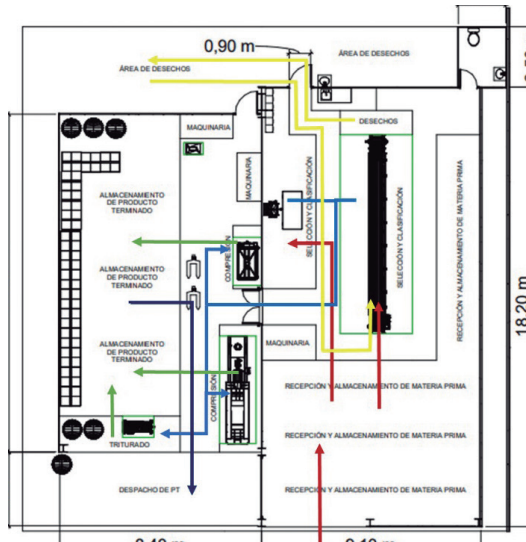 0,90 m
ÁREA DE DESECHOS
ÁREA DE DESECHOS
MAQUINARIA
DESECHOS
MAQUINARIA
SELECCIÓN Y CLASIFICACIÓN
SELECCIÓN Y CLASIFICACIÓN
RECEPCIÓN Y ALMACENAMIENTO DE MATERIA PRIMA
ALMACENAMIENTO
DE PRODUCTO
TERMINADO
COMPRESIÓN
ALMACENAMIENTO
DE PRODUCTO
TERMINADO
18,20 m
MAQUINARIA
ALMACENAMIENTO
DE PRODUCTO
TERMINADO
COMPRESIÓN
RECEPCIÓN Y ALMACENAMIENTO DE MATERIA PRIMA
TRITURADO
RECEPCIÓN Y ALMACENAMIENTO DE MATERIA PRIMA
DESPACHO DE PT
RECEPCIÓN Y ALMACENAMIENTO DE MATERIA PRIMA